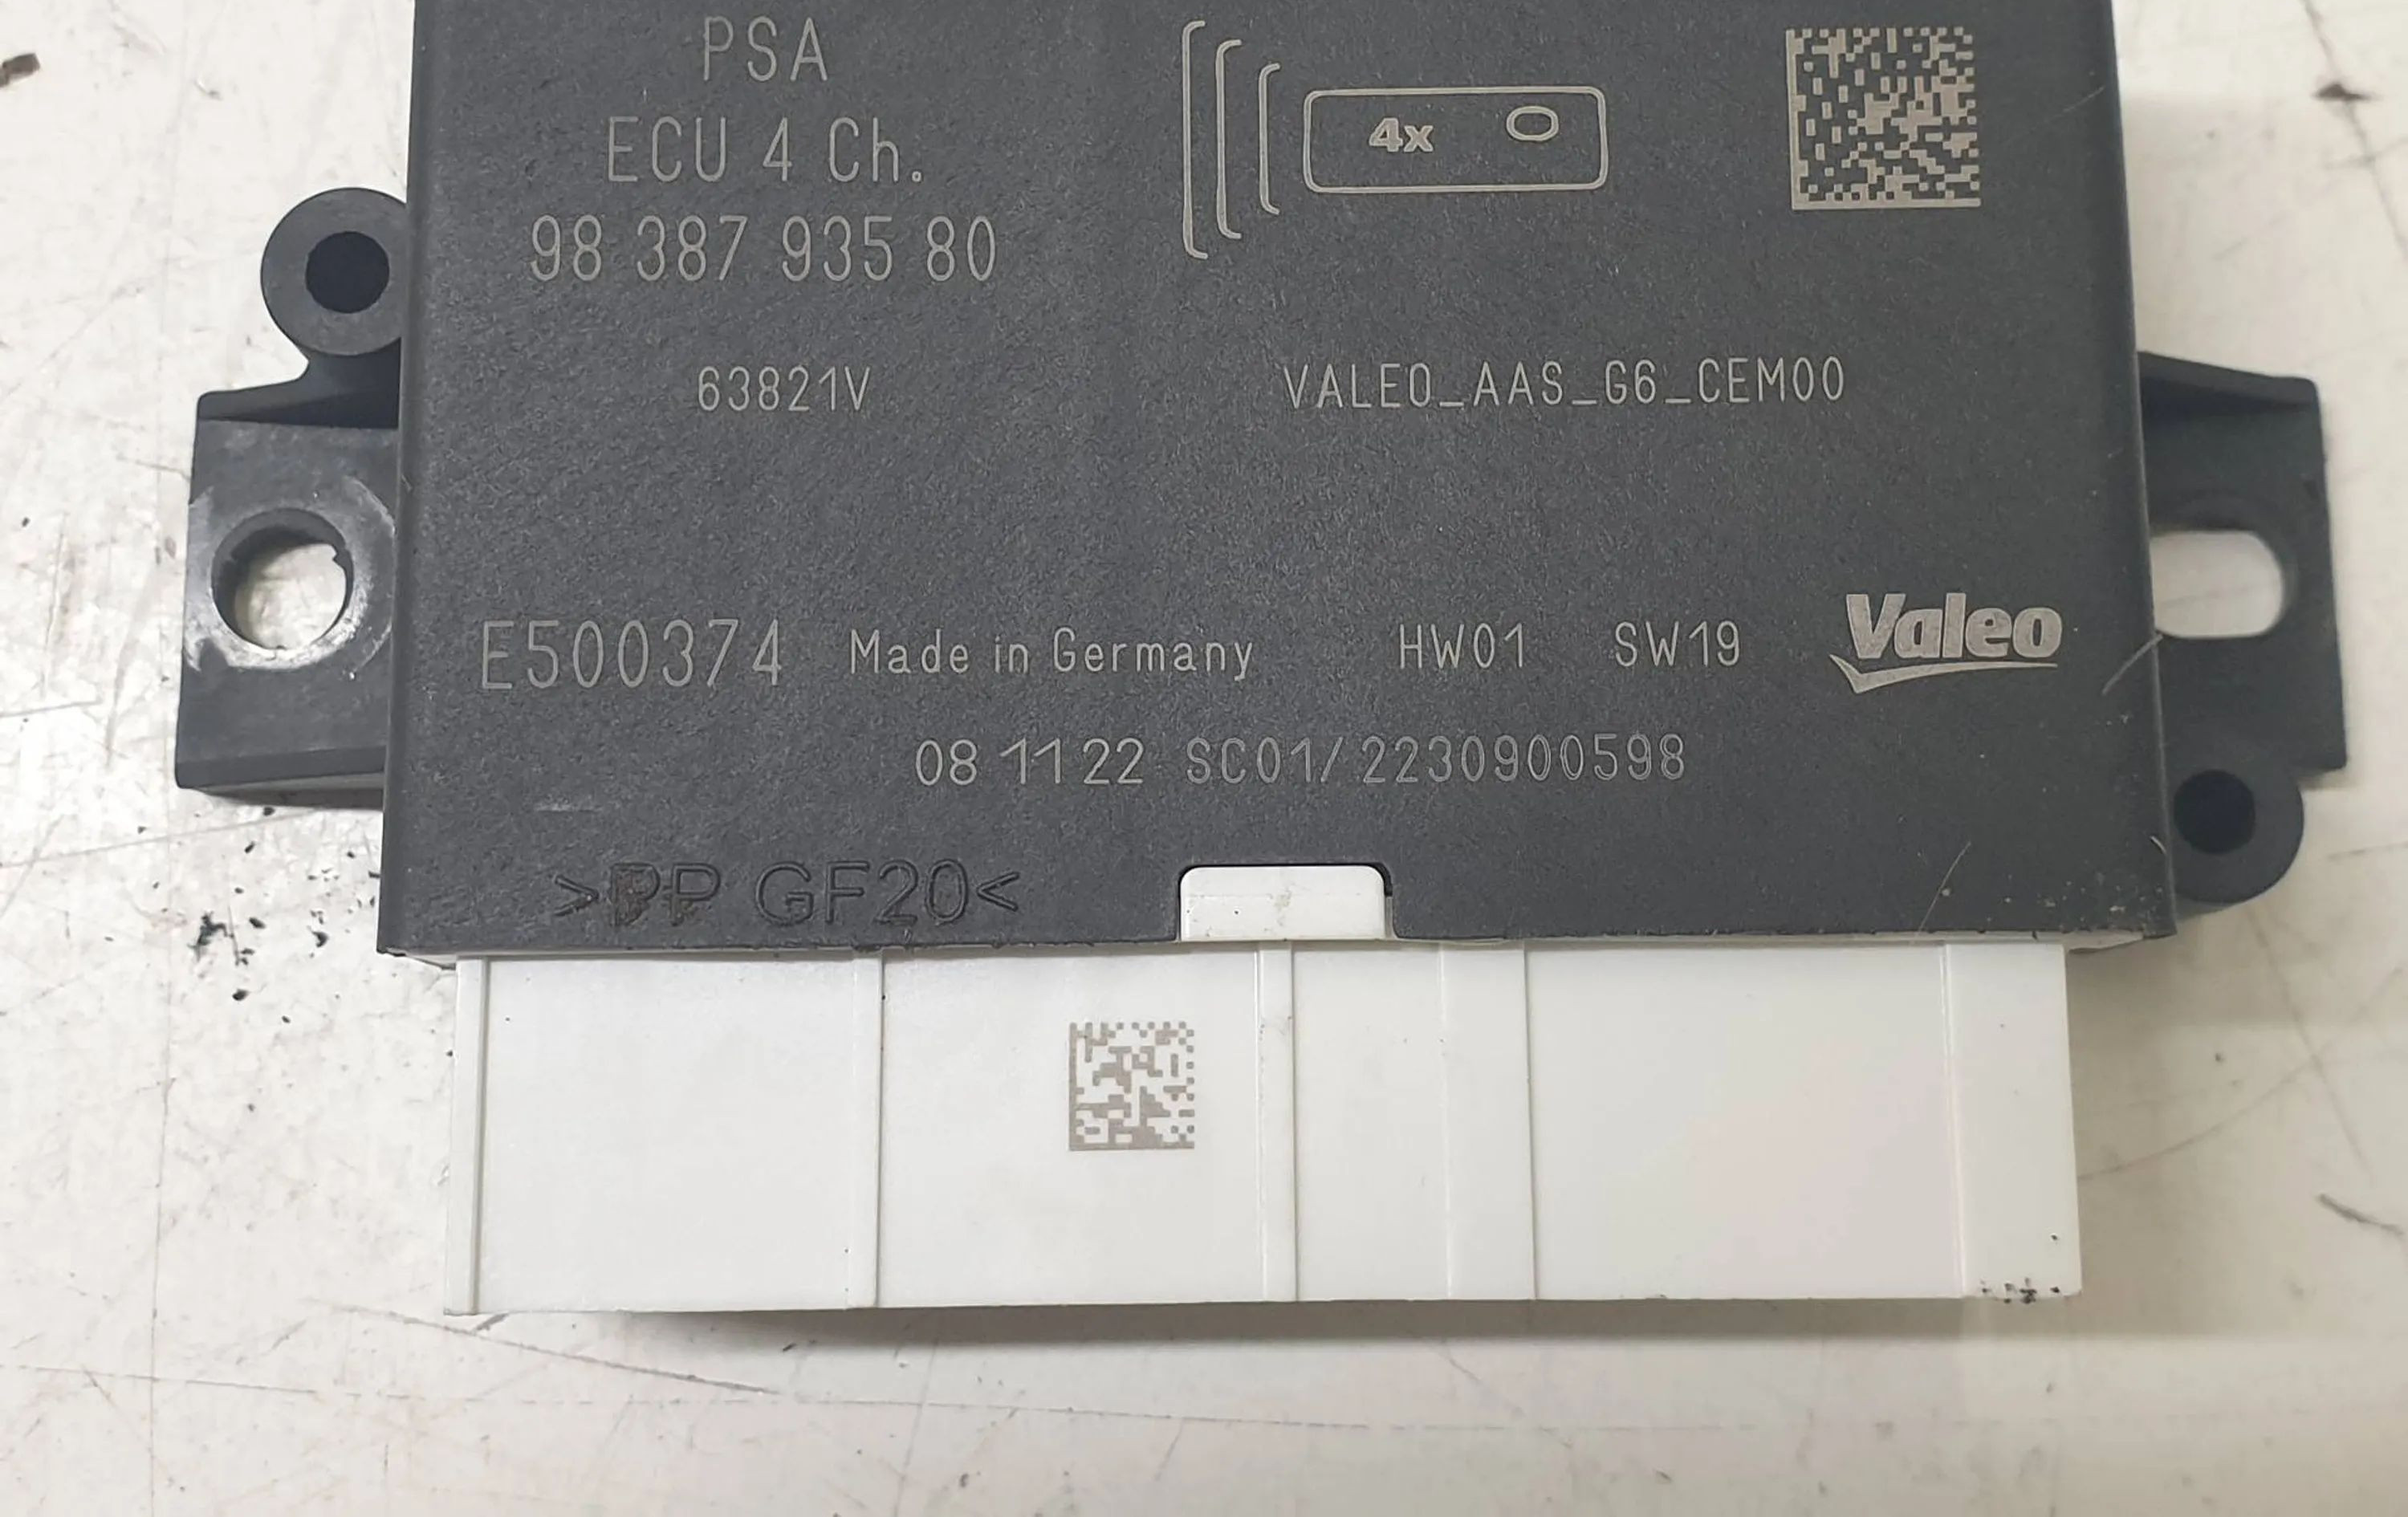 PSA
ECU 4 Ch.
98 387 935 80
4x
63821V
VALEO_AAS_G6_CEM00
E500374 Made in Germany HW01 SW19 Valeo
08 11 22 SC01/2230900598
>PP GF20<